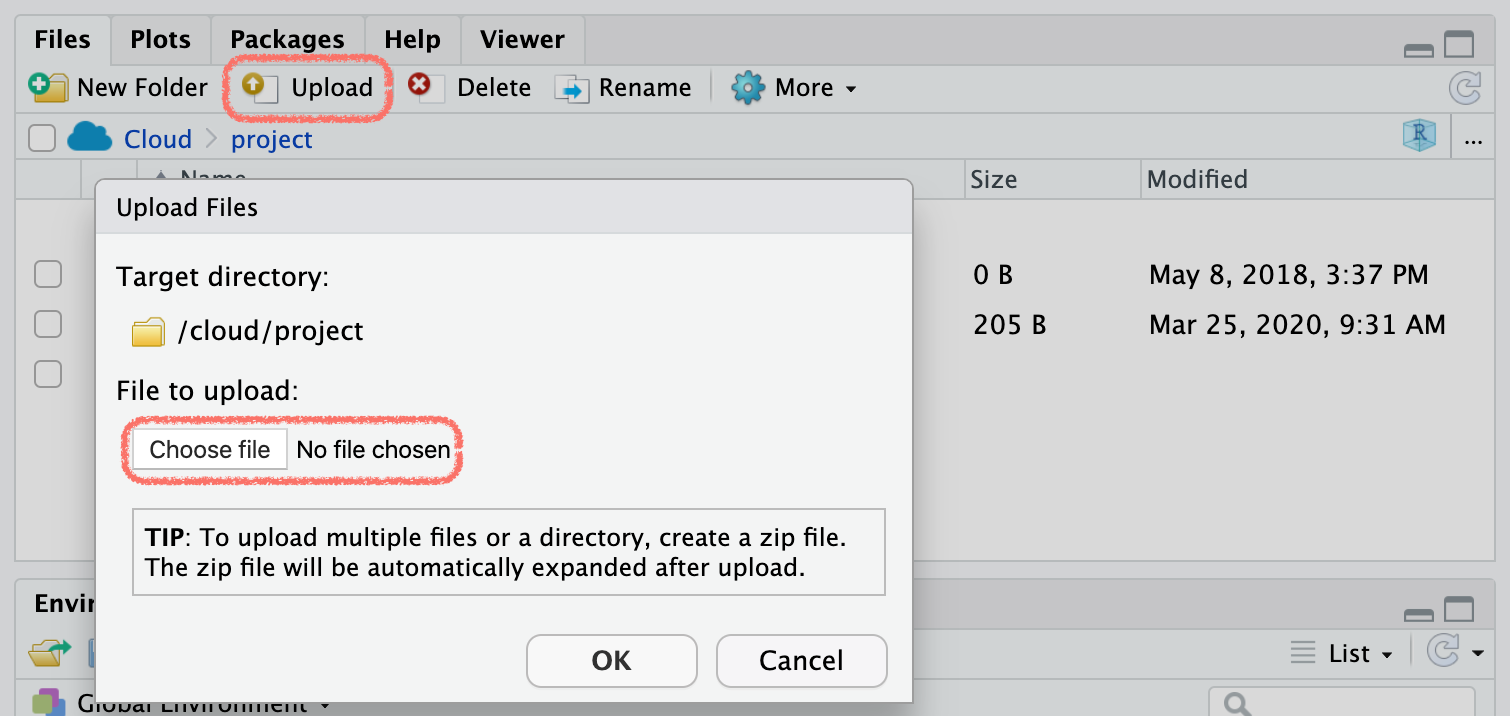 Files Plots Packages Help Viewer
New Folder Upload Delete Rename More
Cloud project R ...
Name Size Modified
Upload Files
Target directory:
0 B May 8, 2018, 3:37 PM
/cloud/project
205 B Mar 25, 2020, 9:31 AM
File to upload:
Choose file No file chosen
TIP: To upload multiple files or a directory, create a zip file.
The zip file will be automatically expanded after upload.
OK Cancel
List
Global Environment